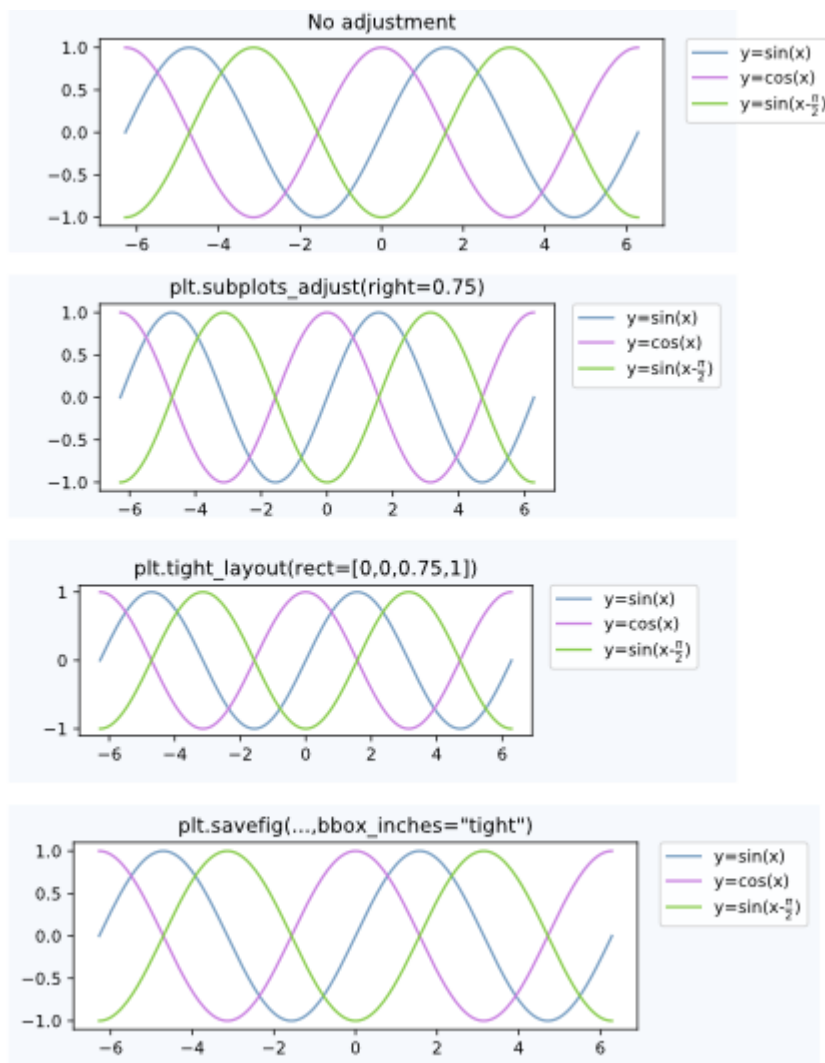 No adjustment
1.0
0.5
0.0
−0.5
−1.0
−6 −4 −2 0 2 4 6
y=sin(x)
y=cos(x)
y=sin(x-π/2)
plt.subplots_adjust(right=0.75)
1.0
0.5
0.0
−0.5
−1.0
−6 −4 −2 0 2 4 6
y=sin(x)
y=cos(x)
y=sin(x-π/2)
plt.tight_layout(rect=[0,0,0.75,1])
1
0
−1
−6 −4 −2 0 2 4 6
y=sin(x)
y=cos(x)
y=sin(x-π/2)
plt.savefig(...,bbox_inches="tight")
1.0
0.5
0.0
−0.5
−1.0
−6 −4 −2 0 2 4 6
y=sin(x)
y=cos(x)
y=sin(x-π/2)